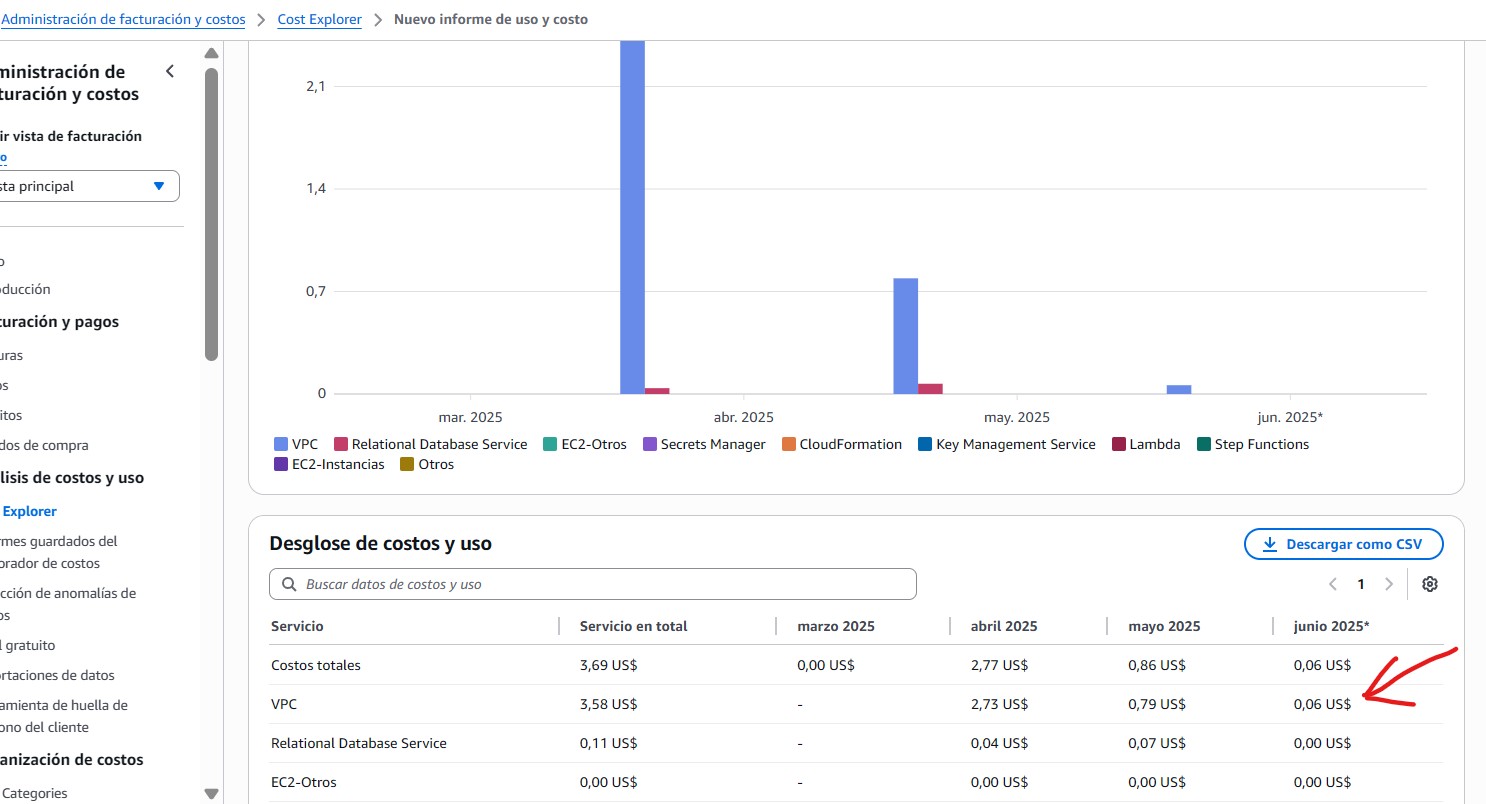 Administración de facturación y costos > Cost Explorer > Nuevo informe de uso y costo
ministración de
turación y costos
ir vista de facturación
o
sta principal
o
oducción
turación y pagos
uras
os
itos
dos de compra
lisis de costos y uso
Explorer
rmes guardados del
orador de costos
cción de anomalías de
os
l gratuito
ortaciones de datos
amienta de huella de
ono del cliente
anización de costos
Categories
2,1
1,4
0,7
0
mar. 2025 abr. 2025 may. 2025 jun. 2025*
VPC Relational Database Service EC2-Otros Secrets Manager CloudFormation Key Management Service Lambda Step Functions
EC2-Instancias Otros
Desglose de costos y uso
Descargar como CSV
Buscar datos de costos y uso
1
Servicio Servicio en total marzo 2025 abril 2025 mayo 2025 junio 2025*
Costos totales 3,69 US$ 0,00 US$ 2,77 US$ 0,86 US$ 0,06 US$
VPC 3,58 US$ - 2,73 US$ 0,79 US$ 0,06 US$
Relational Database Service 0,11 US$ - 0,04 US$ 0,07 US$ 0,00 US$
EC2-Otros 0,00 US$ - 0,00 US$ 0,00 US$ 0,00 US$